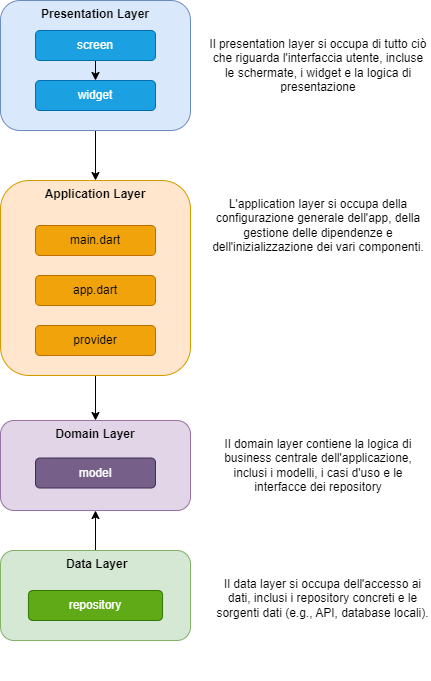 Presentation Layer
screen
widget
Il presentation layer si occupa di tutto ciò
che riguarda l'interfaccia utente, incluse
le schermate, i widget e la logica di
presentazione
Application Layer
main.dart
app.dart
provider
L'application layer si occupa della
configurazione generale dell'app, della
gestione delle dipendenze e
dell'inizializzazione dei vari componenti.
Domain Layer
model
Il domain layer contiene la logica di
business centrale dell'applicazione,
inclusi i modelli, i casi d'uso e le
interfacce dei repository
Data Layer
repository
Il data layer si occupa dell'accesso ai
dati, inclusi i repository concreti e le
sorgenti dati (e.g., API, database locali).